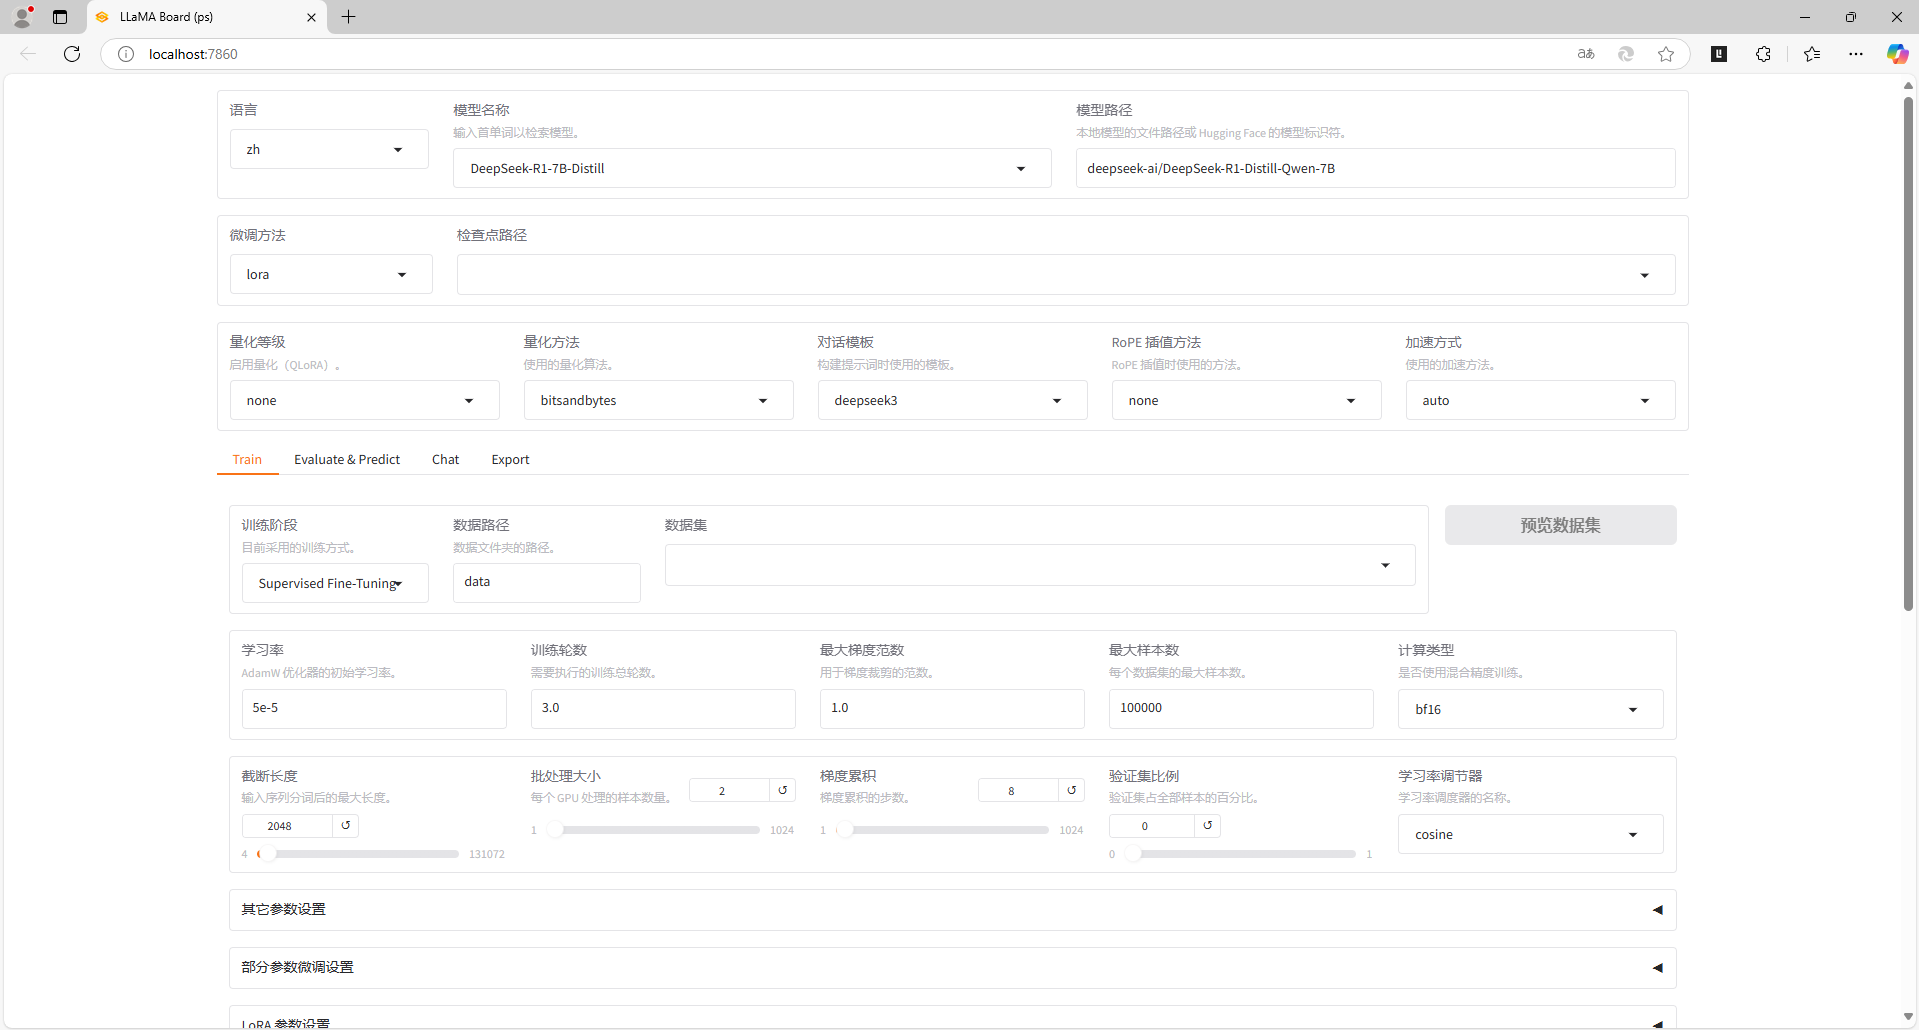 LLaMA Board (ps)
localhost:7860
aあ
语言
zh
模型名称
输入首单词以检索模型。
DeepSeek-R1-7B-Distill
模型路径
本地模型的文件路径或 Hugging Face 的模型标识符。
deepseek-ai/DeepSeek-R1-Distill-Qwen-7B
微调方法
lora
检查点路径
量化等级
启用量化（QLoRA）。
none
量化方法
使用的量化算法。
bitsandbytes
对话模板
构建提示词时使用的模板。
deepseek3
RoPE 插值方法
RoPE 插值时使用的方法。
none
加速方式
使用的加速方法。
auto
Train
Evaluate & Predict
Chat
Export
训练阶段
目前采用的训练方式。
Supervised Fine-Tuning
数据路径
数据文件夹的路径。
data
数据集
预览数据集
学习率
AdamW 优化器的初始学习率。
5e-5
训练轮数
需要执行的训练总轮数。
3.0
最大梯度范数
用于梯度裁剪的范数。
1.0
最大样本数
每个数据集的最大样本数。
100000
计算类型
是否使用混合精度训练。
bf16
截断长度
输入序列分词后的最大长度。
2048
4
131072
批处理大小
每个 GPU 处理的样本数量。
2
1
1024
梯度累积
梯度累积的步数。
8
1
1024
验证集比例
验证集占全部样本的百分比。
0
0
1
学习率调节器
学习率调度器的名称。
cosine
其它参数设置
部分参数微调设置
LoRA 参数设置